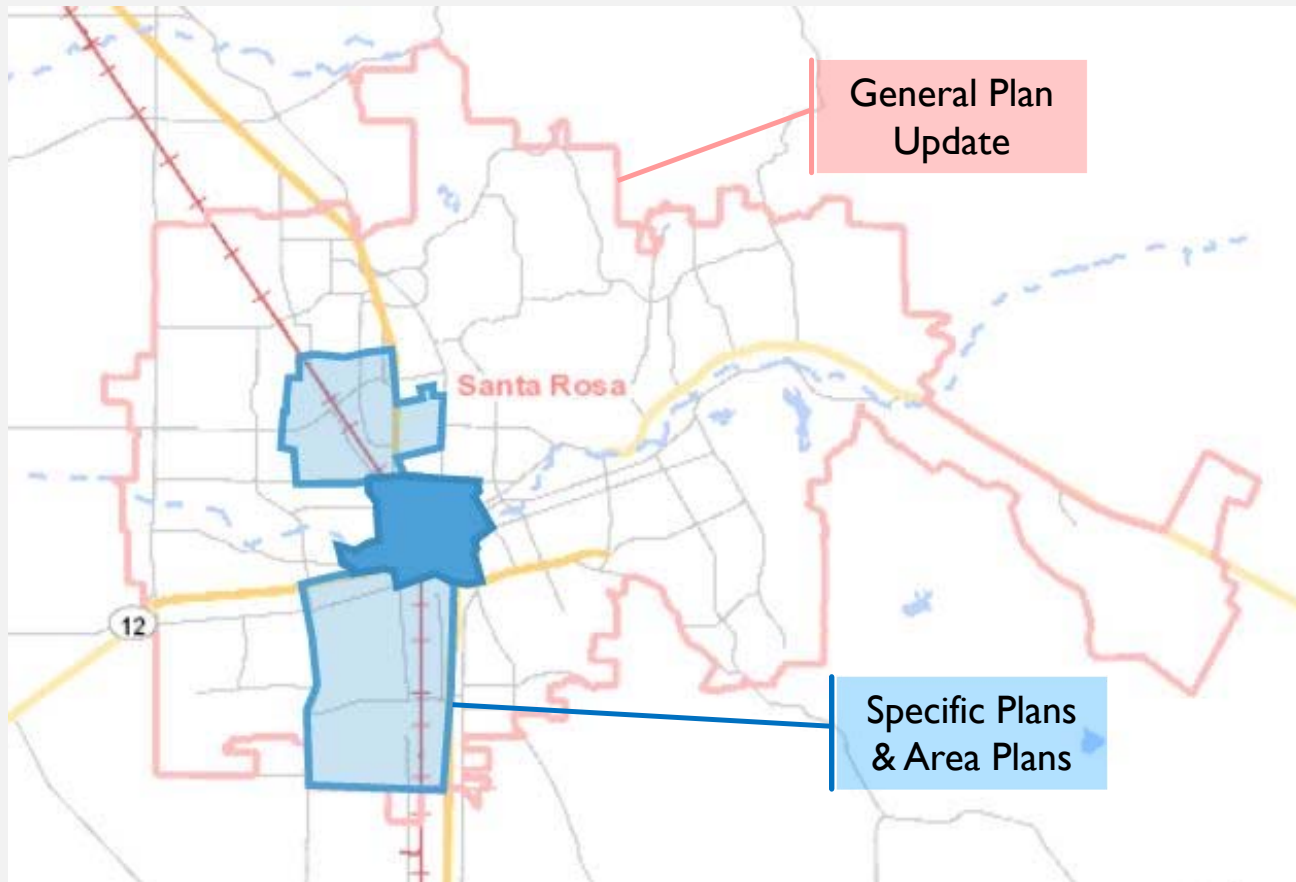 General Plan
Update
Santa Rosa
12
Specific Plans
& Area Plans